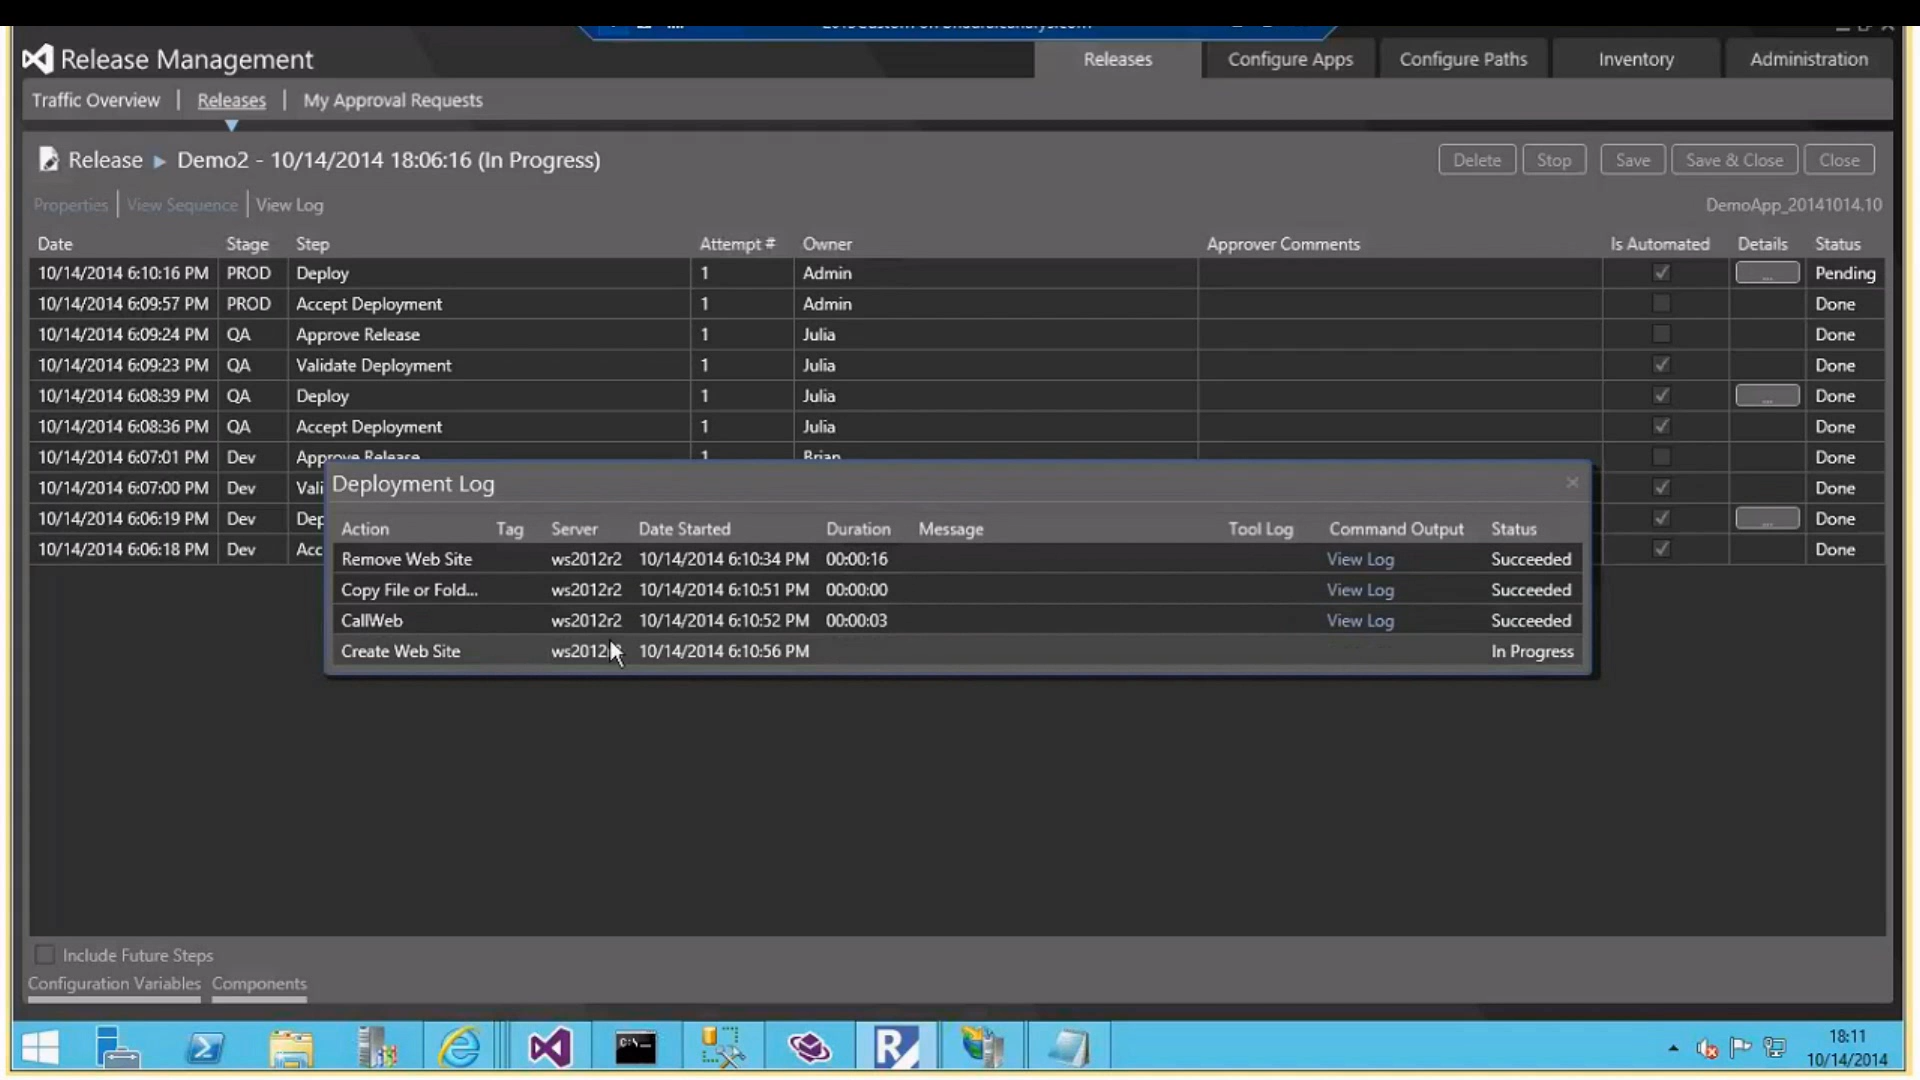 Release Management
Releases
Configure Apps
Configure Paths
Inventory
Administration
Traffic Overview | Releases | My Approval Requests
Release ▶ Demo2 - 10/14/2014 18:06:16 (In Progress)
Delete Stop Save Save & Close Close
Properties | View Sequence | View Log
DemoApp_20141014.10
Date Stage Step Attempt # Owner Approver Comments Is Automated Details Status
10/14/2014 6:10:16 PM PROD Deploy 1 Admin ... Pending
10/14/2014 6:09:57 PM PROD Accept Deployment 1 Admin Done
10/14/2014 6:09:24 PM QA Approve Release 1 Julia Done
10/14/2014 6:09:23 PM QA Validate Deployment 1 Julia Done
10/14/2014 6:08:39 PM QA Deploy 1 Julia ... Done
10/14/2014 6:08:36 PM QA Accept Deployment 1 Julia Done
10/14/2014 6:07:01 PM Dev Approve Release 1 Brian Done
10/14/2014 6:07:00 PM Dev Vali Done
10/14/2014 6:06:19 PM Dev Dep ... Done
10/14/2014 6:06:18 PM Dev Acc Done
Deployment Log
Action Tag Server Date Started Duration Message Tool Log Command Output Status
Remove Web Site ws2012r2 10/14/2014 6:10:34 PM 00:00:16 View Log Succeeded
Copy File or Fold... ws2012r2 10/14/2014 6:10:51 PM 00:00:00 View Log Succeeded
CallWeb ws2012r2 10/14/2014 6:10:52 PM 00:00:03 View Log Succeeded
Create Web Site ws2012 10/14/2014 6:10:56 PM In Progress
Include Future Steps
Configuration Variables Components
18:11
10/14/2014